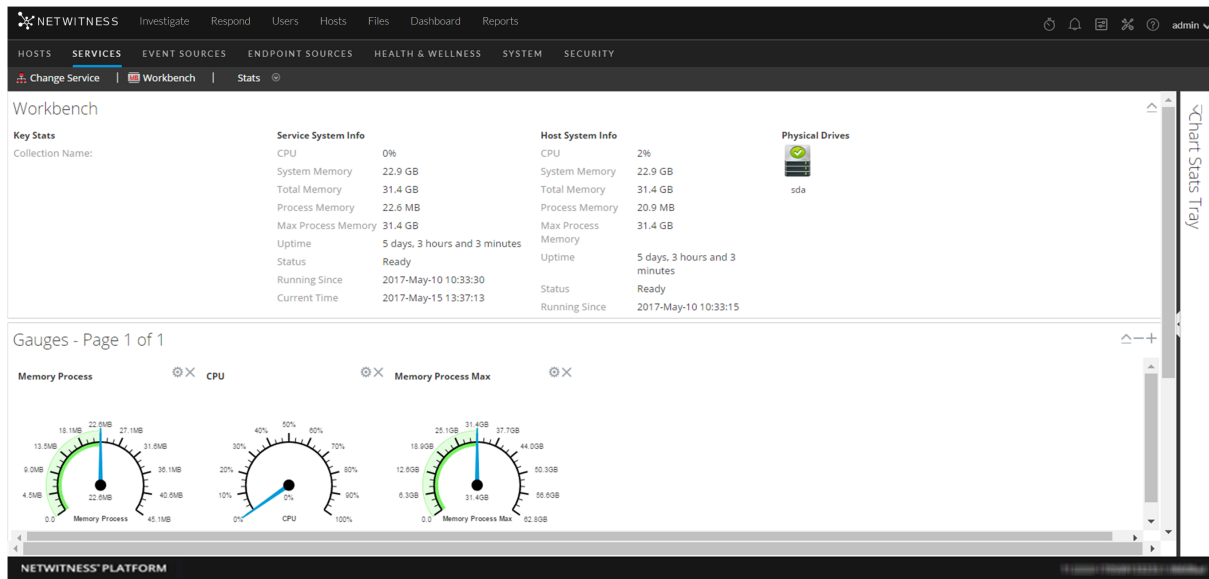 NETWITNESS Investigate Respond Users Hosts Files Dashboard Reports admin
HOSTS SERVICES EVENT SOURCES ENDPOINT SOURCES HEALTH & WELLNESS SYSTEM SECURITY
Change Service | MB Workbench | Stats
Workbench
Chart Stats Tray
Key Stats
Collection Name:
Service System Info
CPU 0%
System Memory 22.9 GB
Total Memory 31.4 GB
Process Memory 22.6 MB
Max Process Memory 31.4 GB
Uptime 5 days, 3 hours and 3 minutes
Status Ready
Running Since 2017-May-10 10:33:30
Current Time 2017-May-15 13:37:13
Host System Info
CPU 2%
System Memory 22.9 GB
Total Memory 31.4 GB
Process Memory 20.9 MB
Max Process 31.4 GB
Memory
Uptime 5 days, 3 hours and 3
minutes
Status Ready
Running Since 2017-May-10 10:33:15
Physical Drives
sda
Gauges - Page 1 of 1
Memory Process
0.0
4.5MB
9.0MB
13.5MB
18.1MB
22.6MB
27.1MB
31.6MB
36.1MB
40.6MB
45.1MB
22.6MB
Memory Process
CPU
0%
10%
20%
30%
40%
50%
60%
70%
80%
90%
100%
0%
CPU
Memory Process Max
0.0
6.3GB
12.6GB
18.9GB
25.1GB
31.4GB
37.7GB
44.0GB
50.3GB
56.6GB
62.8GB
31.4GB
Memory Process Max
NETWITNESS PLATFORM